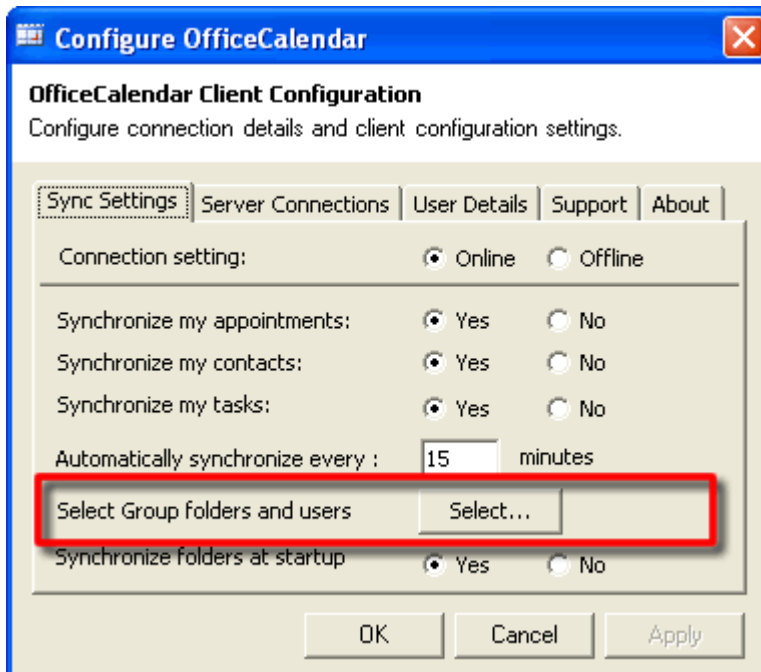 Configure OfficeCalendar
OfficeCalendar Client Configuration
Configure connection details and client configuration settings.
Sync Settings Server Connections User Details Support About
Connection setting: Online Offline
Synchronize my appointments: Yes No
Synchronize my contacts: Yes No
Synchronize my tasks: Yes No
Automatically synchronize every : 15 minutes
Select Group folders and users Select...
Synchronize folders at startup Yes No
OK Cancel Apply